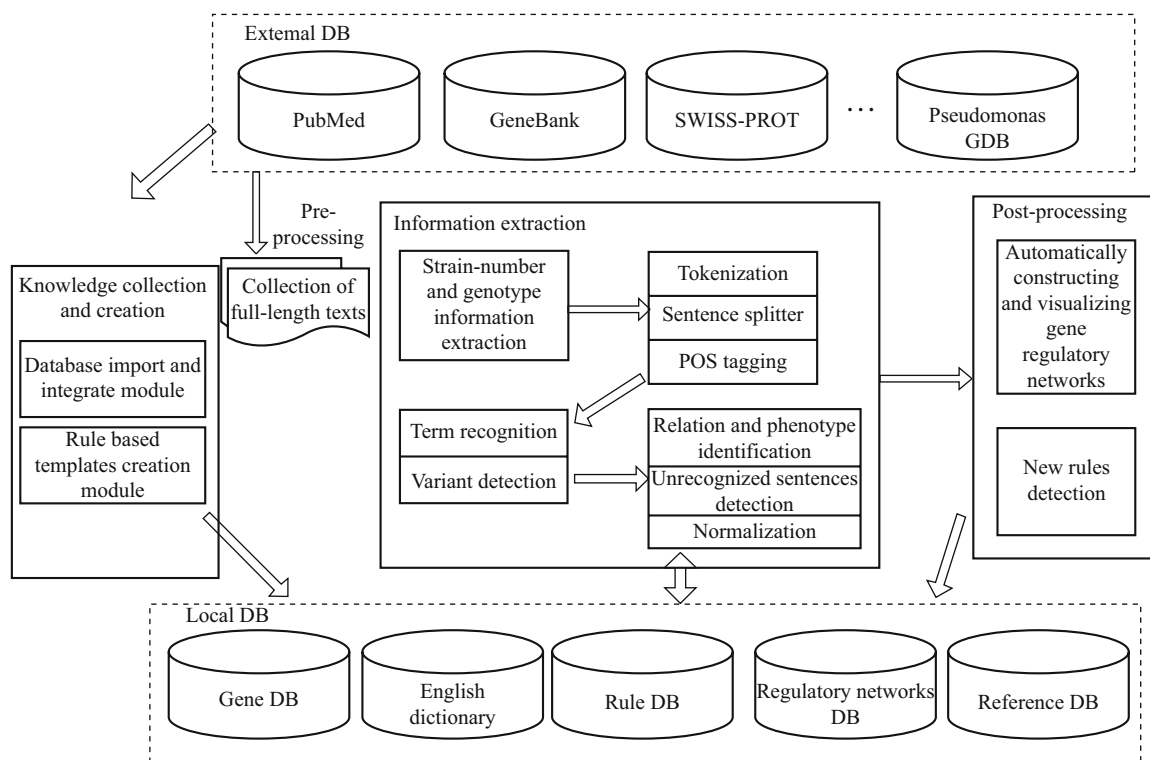 External DB
PubMed
GeneBank
SWISS-PROT
...
Pseudomonas
GDB
Pre-
processing
Collection of
full-length texts
Knowledge collection
and creation
Database import and
integrate module
Rule based
templates creation
module
Information extraction
Strain-number
and genotype
information
extraction
Tokenization
Sentence splitter
POS tagging
Term recognition
Variant detection
Relation and phenotype
identification
Unrecognized sentences
detection
Normalization
Post-processing
Automatically
constructing
and visualizing
gene
regulatory
networks
New rules
detection
Local DB
Gene DB
English
dictionary
Rule DB
Regulatory networks
DB
Reference DB